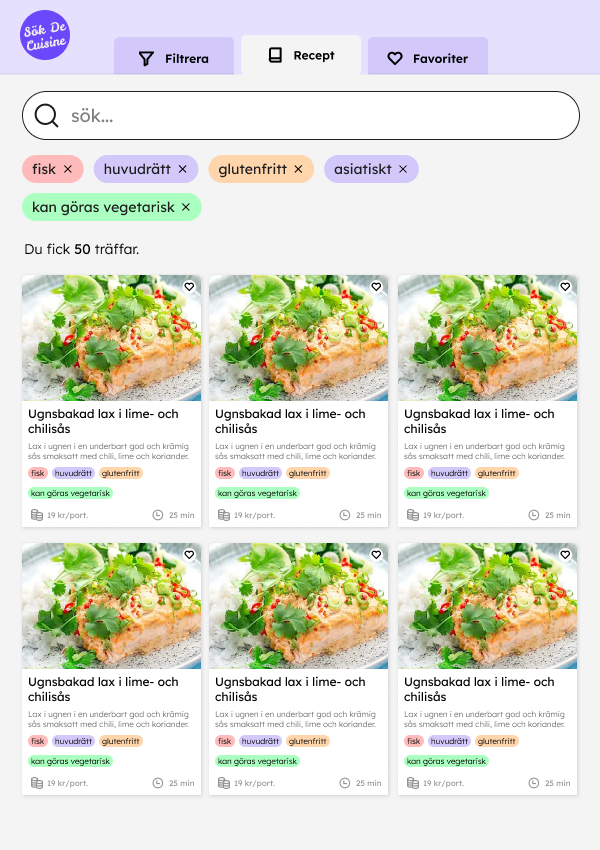 Sök De
Cuisine
Filtrera
Recept
Favoriter
sök...
fisk × huvudrätt × glutenfritt × asiatiskt ×
kan göras vegetarisk ×
Du fick 50 träffar.
Ugnsbakad lax i lime- och
chilisås
Lax i ugnen i en underbart god och krämig
sås smaksatt med chili, lime och koriander.
fisk huvudrätt glutenfritt
kan göras vegetarisk
19 kr/port. 25 min
Ugnsbakad lax i lime- och
chilisås
Lax i ugnen i en underbart god och krämig
sås smaksatt med chili, lime och koriander.
fisk huvudrätt glutenfritt
kan göras vegetarisk
19 kr/port. 25 min
Ugnsbakad lax i lime- och
chilisås
Lax i ugnen i en underbart god och krämig
sås smaksatt med chili, lime och koriander.
fisk huvudrätt glutenfritt
kan göras vegetarisk
19 kr/port. 25 min
Ugnsbakad lax i lime- och
chilisås
Lax i ugnen i en underbart god och krämig
sås smaksatt med chili, lime och koriander.
fisk huvudrätt glutenfritt
kan göras vegetarisk
19 kr/port. 25 min
Ugnsbakad lax i lime- och
chilisås
Lax i ugnen i en underbart god och krämig
sås smaksatt med chili, lime och koriander.
fisk huvudrätt glutenfritt
kan göras vegetarisk
19 kr/port. 25 min
Ugnsbakad lax i lime- och
chilisås
Lax i ugnen i en underbart god och krämig
sås smaksatt med chili, lime och koriander.
fisk huvudrätt glutenfritt
kan göras vegetarisk
19 kr/port. 25 min